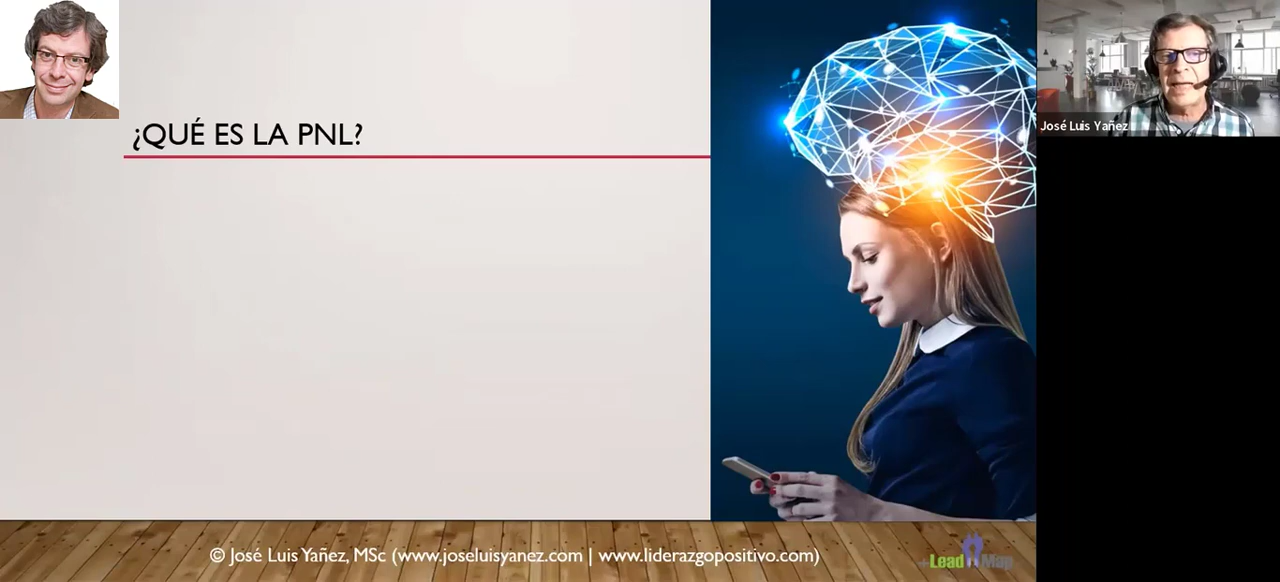 ¿QUÉ ES LA PNL?
José Luis Yañez
© José Luis Yañez, MSc (www.joseluisyanez.com | www.liderazgopositivo.com)
+Lead Map